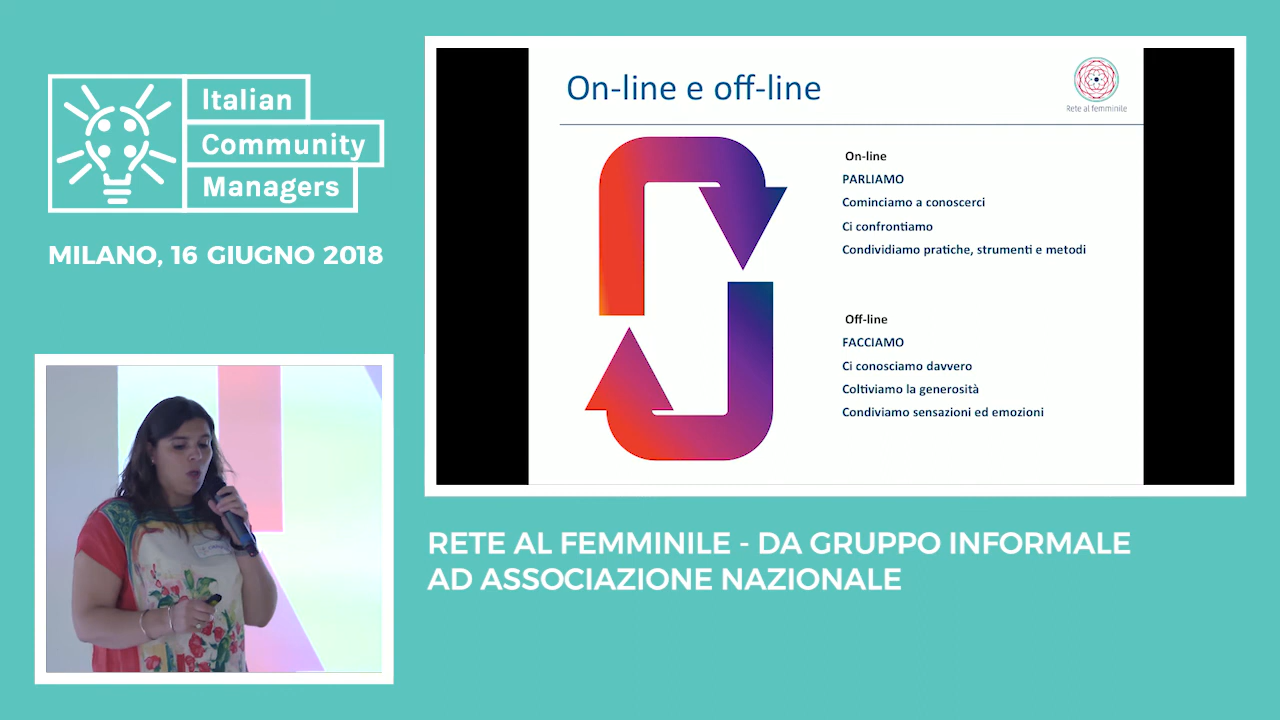 Italian
Community
Managers
MILANO, 16 GIUGNO 2018
On-line e off-line
Rete al femminile
On-line
PARLIAMO
Cominciamo a conoscerci
Ci confrontiamo
Condividiamo pratiche, strumenti e metodi
Off-line
FACCIAMO
Ci conosciamo davvero
Coltiviamo la generosità
Condiviamo sensazioni ed emozioni
RETE AL FEMMINILE - DA GRUPPO INFORMALE
AD ASSOCIAZIONE NAZIONALE